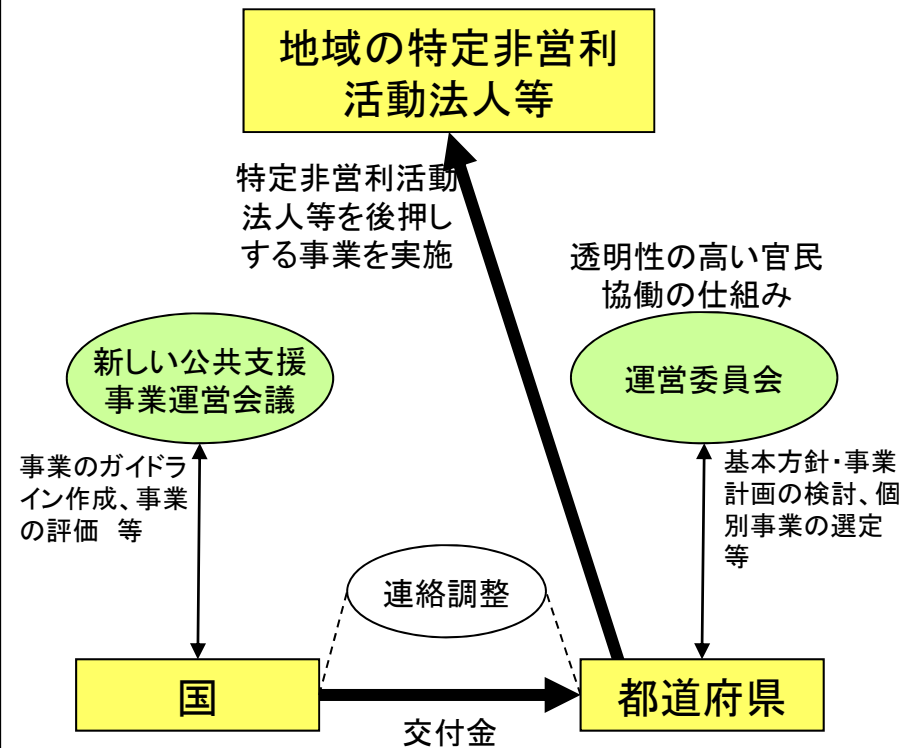 地域の特定非営利
活動法人等
特定非営利活動
法人等を後押し
する事業を実施
透明性の高い官民
協働の仕組み
新しい公共支援
事業運営会議
運営委員会
事業のガイドラ
イン作成、事業
の評価　等
基本方針・事業
計画の検討、個
別事業の選定
等
連絡調整
国
都道府県
交付金